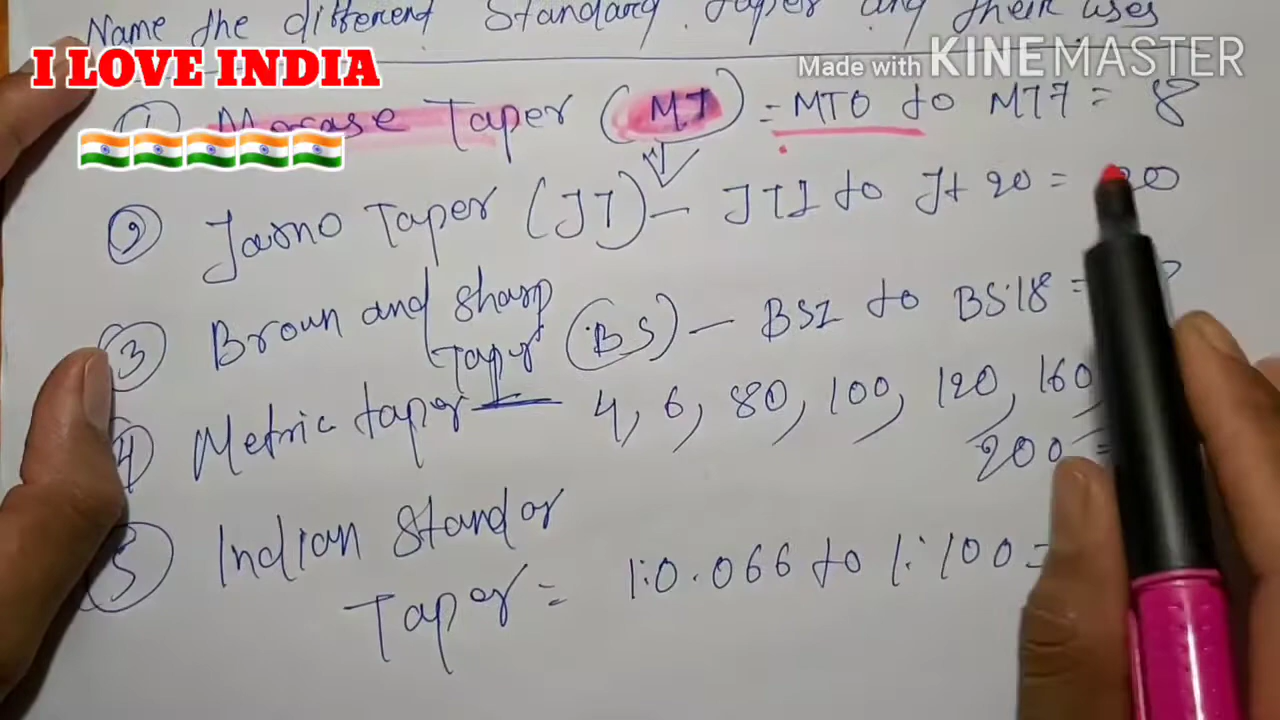 Name the different Standard Taper and their uses
I LOVE INDIA
Made with KINEMASTER
① Morase Taper (MT) = MT0 to MT7 = 8
② Jarno Taper (JT) — JT1 to Jt 20 = 20
③ Broun and sharp
Taper (BS) — BS1 to BS18 =
④ Metric taper — 4, 6, 80, 100, 120, 160,
200 =
⑤ Indian Standar
Taper = 1:0.066 to 1:100 =